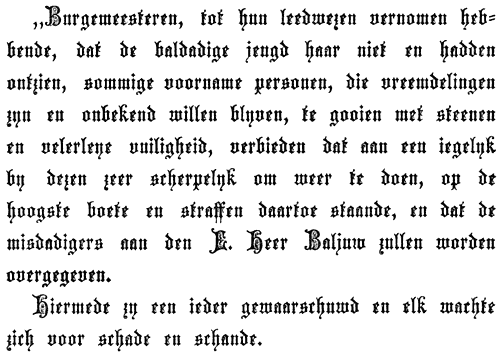 „Burgemeesteren, tot hun leedwezen vernomen heb-
bende, dat de baldadige jeugd haar niet en hadden
ontzien, sommige voorname personen, die vreemdelingen
zyn en onbekend willen blyven, te gooien met steenen
en velerleye vuiligheid, verbieden dat aan een iegelyk
by dezen zeer scherpelyk om weer te doen, op de
hoogste boete en straffen daartoe staande, en dat de
misdadigers aan den E. Heer Baljuw zullen worden
overgegeven.
Hiermede zy een ieder gewaarschuwd en elk wachte
zich voor schade en schande.